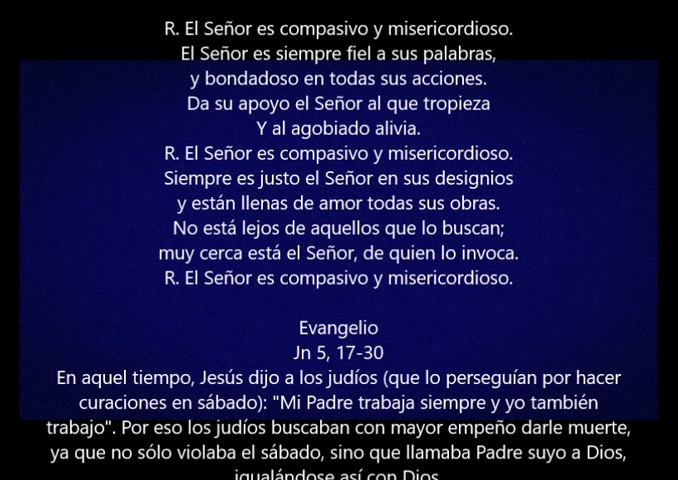 R. El Señor es compasivo y misericordioso.
El Señor es siempre fiel a sus palabras,
y bondadoso en todas sus acciones.
Da su apoyo el Señor al que tropieza
Y al agobiado alivia.
R. El Señor es compasivo y misericordioso.
Siempre es justo el Señor en sus designios
y están llenas de amor todas sus obras.
No está lejos de aquellos que lo buscan;
muy cerca está el Señor, de quien lo invoca.
R. El Señor es compasivo y misericordioso.
Evangelio
Jn 5, 17-30
En aquel tiempo, Jesús dijo a los judíos (que lo perseguían por hacer
curaciones en sábado): "Mi Padre trabaja siempre y yo también
trabajo". Por eso los judíos buscaban con mayor empeño darle muerte,
ya que no sólo violaba el sábado, sino que llamaba Padre suyo a Dios,
igualándose así con Dios